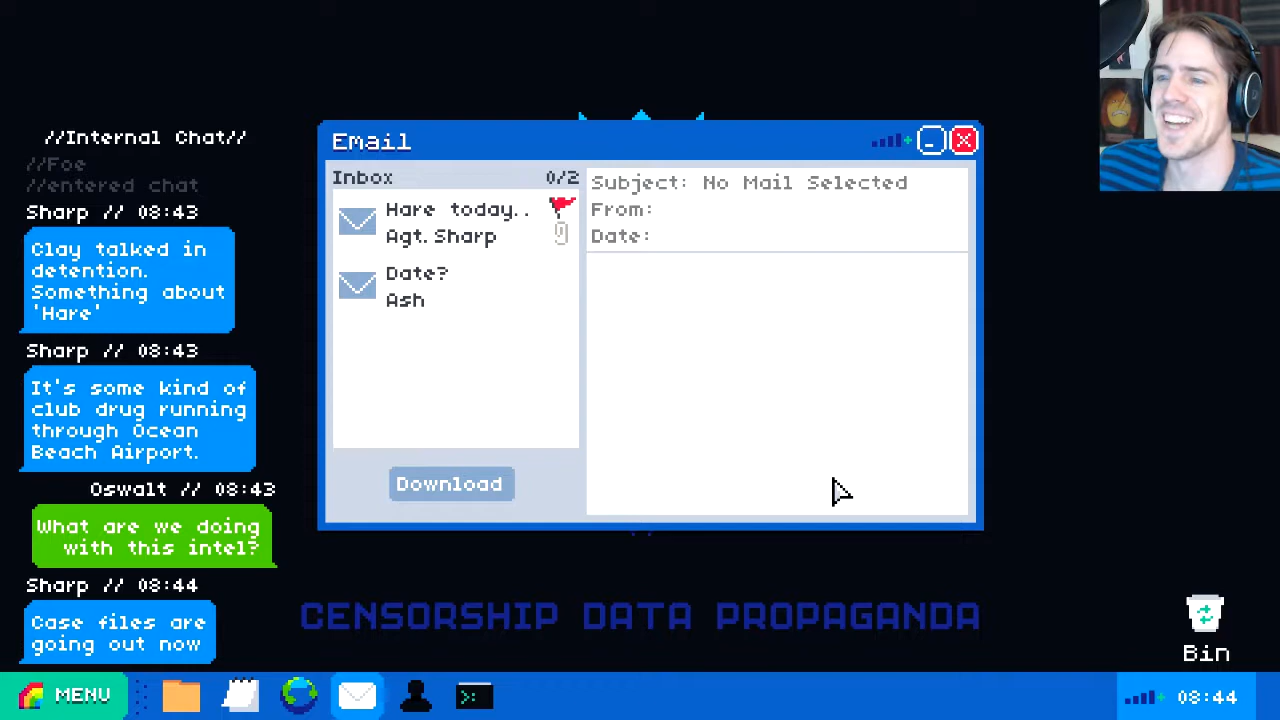 //Internal Chat//
//Foe
//entered chat
Sharp // 08:43
Clay talked in
detention.
Something about
'Hare'
Sharp // 08:43
It's some kind of
club drug running
through Ocean
Beach Airport.
Oswalt // 08:43
What are we doing
with this intel?
Sharp // 08:44
Case files are
going out now
Email
Inbox 0/2
Hare today..
Agt. Sharp
Date?
Ash
Download
Subject: No Mail Selected
From:
Date:
CENSORSHIP DATA PROPAGANDA
Bin
MENU
08:44